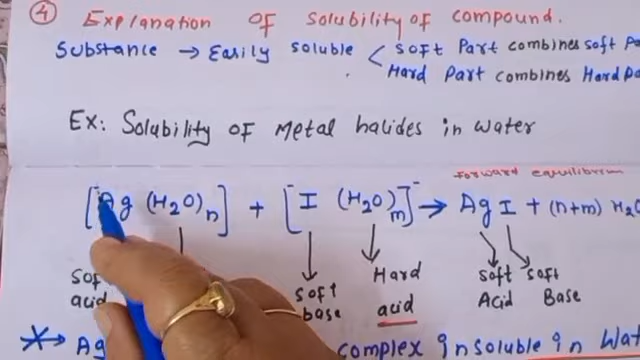 ④ Explanation of solubility of compound.
Substance → Easily soluble < Soft Part combines Soft
Hard Part combines Hard
Ex: Solubility of Metal halides in water
forward equilibrium
[Ag (H₂O)n] + [I (H₂O)m]⁻ → AgI + (n+m) H₂O
acid
soft base
Hard acid
soft Acid
soft Base
complex insoluble in